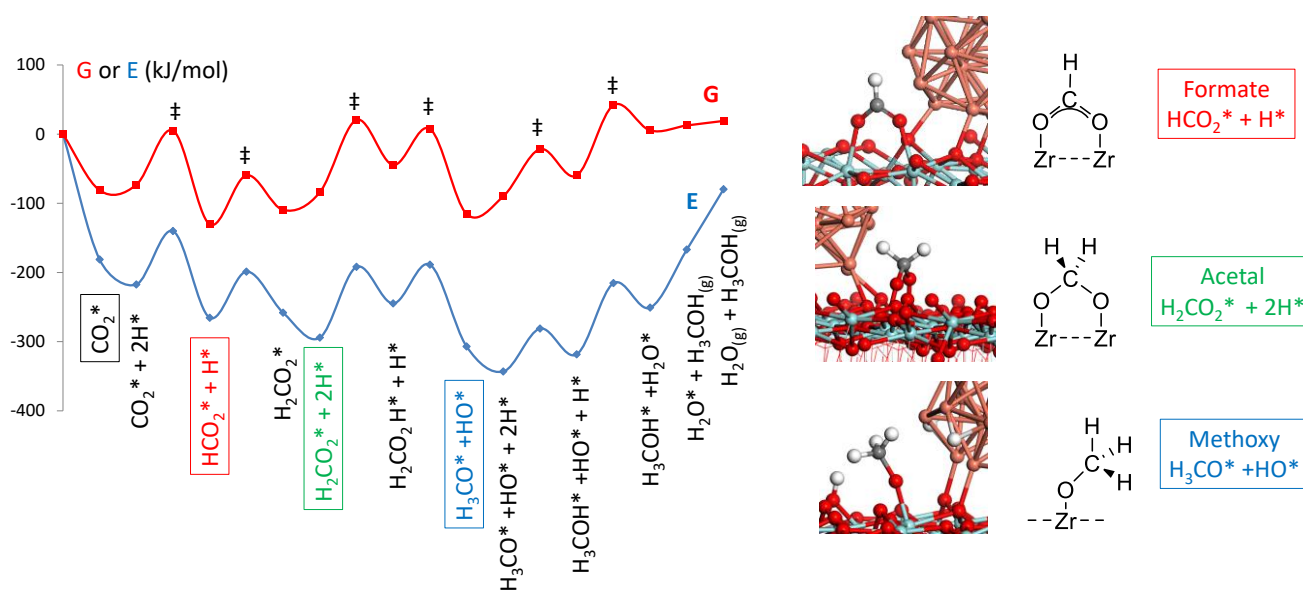 G or E (kJ/mol)
100
0
-100
-200
-300
-400
‡
‡
‡
‡
‡
‡
G
E
CO2*
CO2* + 2H*
HCO2* + H*
H2CO2*
H2CO2* + 2H*
H2CO2H* + H*
H3CO* +HO*
H3CO* +HO* + 2H*
H3COH* +HO* + H*
H3COH* +H2O*
H2O* + H3COH(g)
H2O(g) + H3COH(g)
H
C
O O
Zr---Zr
Formate
HCO2* + H*
H H
C
O O
Zr---Zr
Acetal
H2CO2* + 2H*
H
C H
O H
--Zr--
Methoxy
H3CO* +HO*